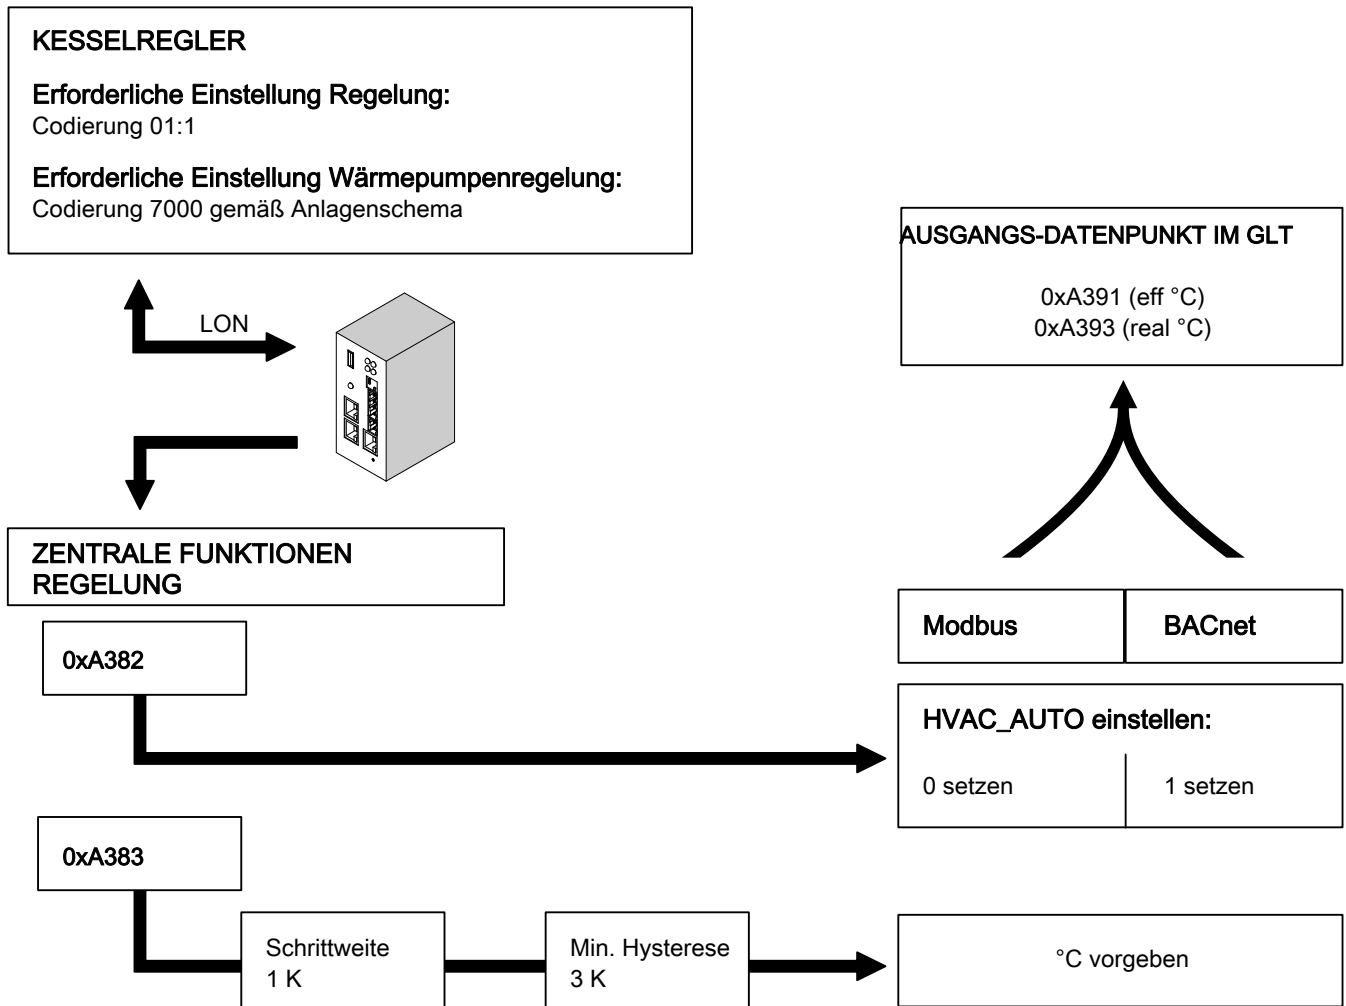 KESSELREGLER
Erforderliche Einstellung Regelung:
Codierung 01:1
Erforderliche Einstellung Wärmepumpenregelung:
Codierung 7000 gemäß Anlagenschema
AUSGANGS-DATENPUNKT IM GLT
0xA391 (eff °C)
0xA393 (real °C)
LON
ZENTRALE FUNKTIONEN
REGELUNG
Modbus
BACnet
0xA382
HVAC_AUTO einstellen:
0 setzen
1 setzen
0xA383
Schrittweite
1 K
Min. Hysterese
3 K
°C vorgeben